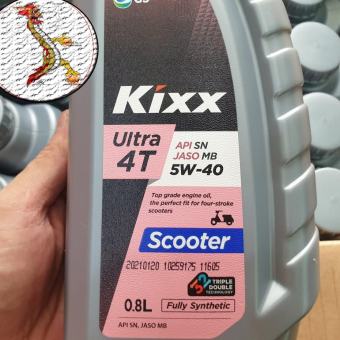 GS
Kixx
Ultra
4T
API SN
JASO MB
5W-40
Top grade engine oil,
the perfect fit for four-stroke
scooters
Scooter
20210120 10259175 11605
TRIPLE
DOUBLE
TECHNOLOGY
0.8L
Fully Synthetic
API SN, JASO MB